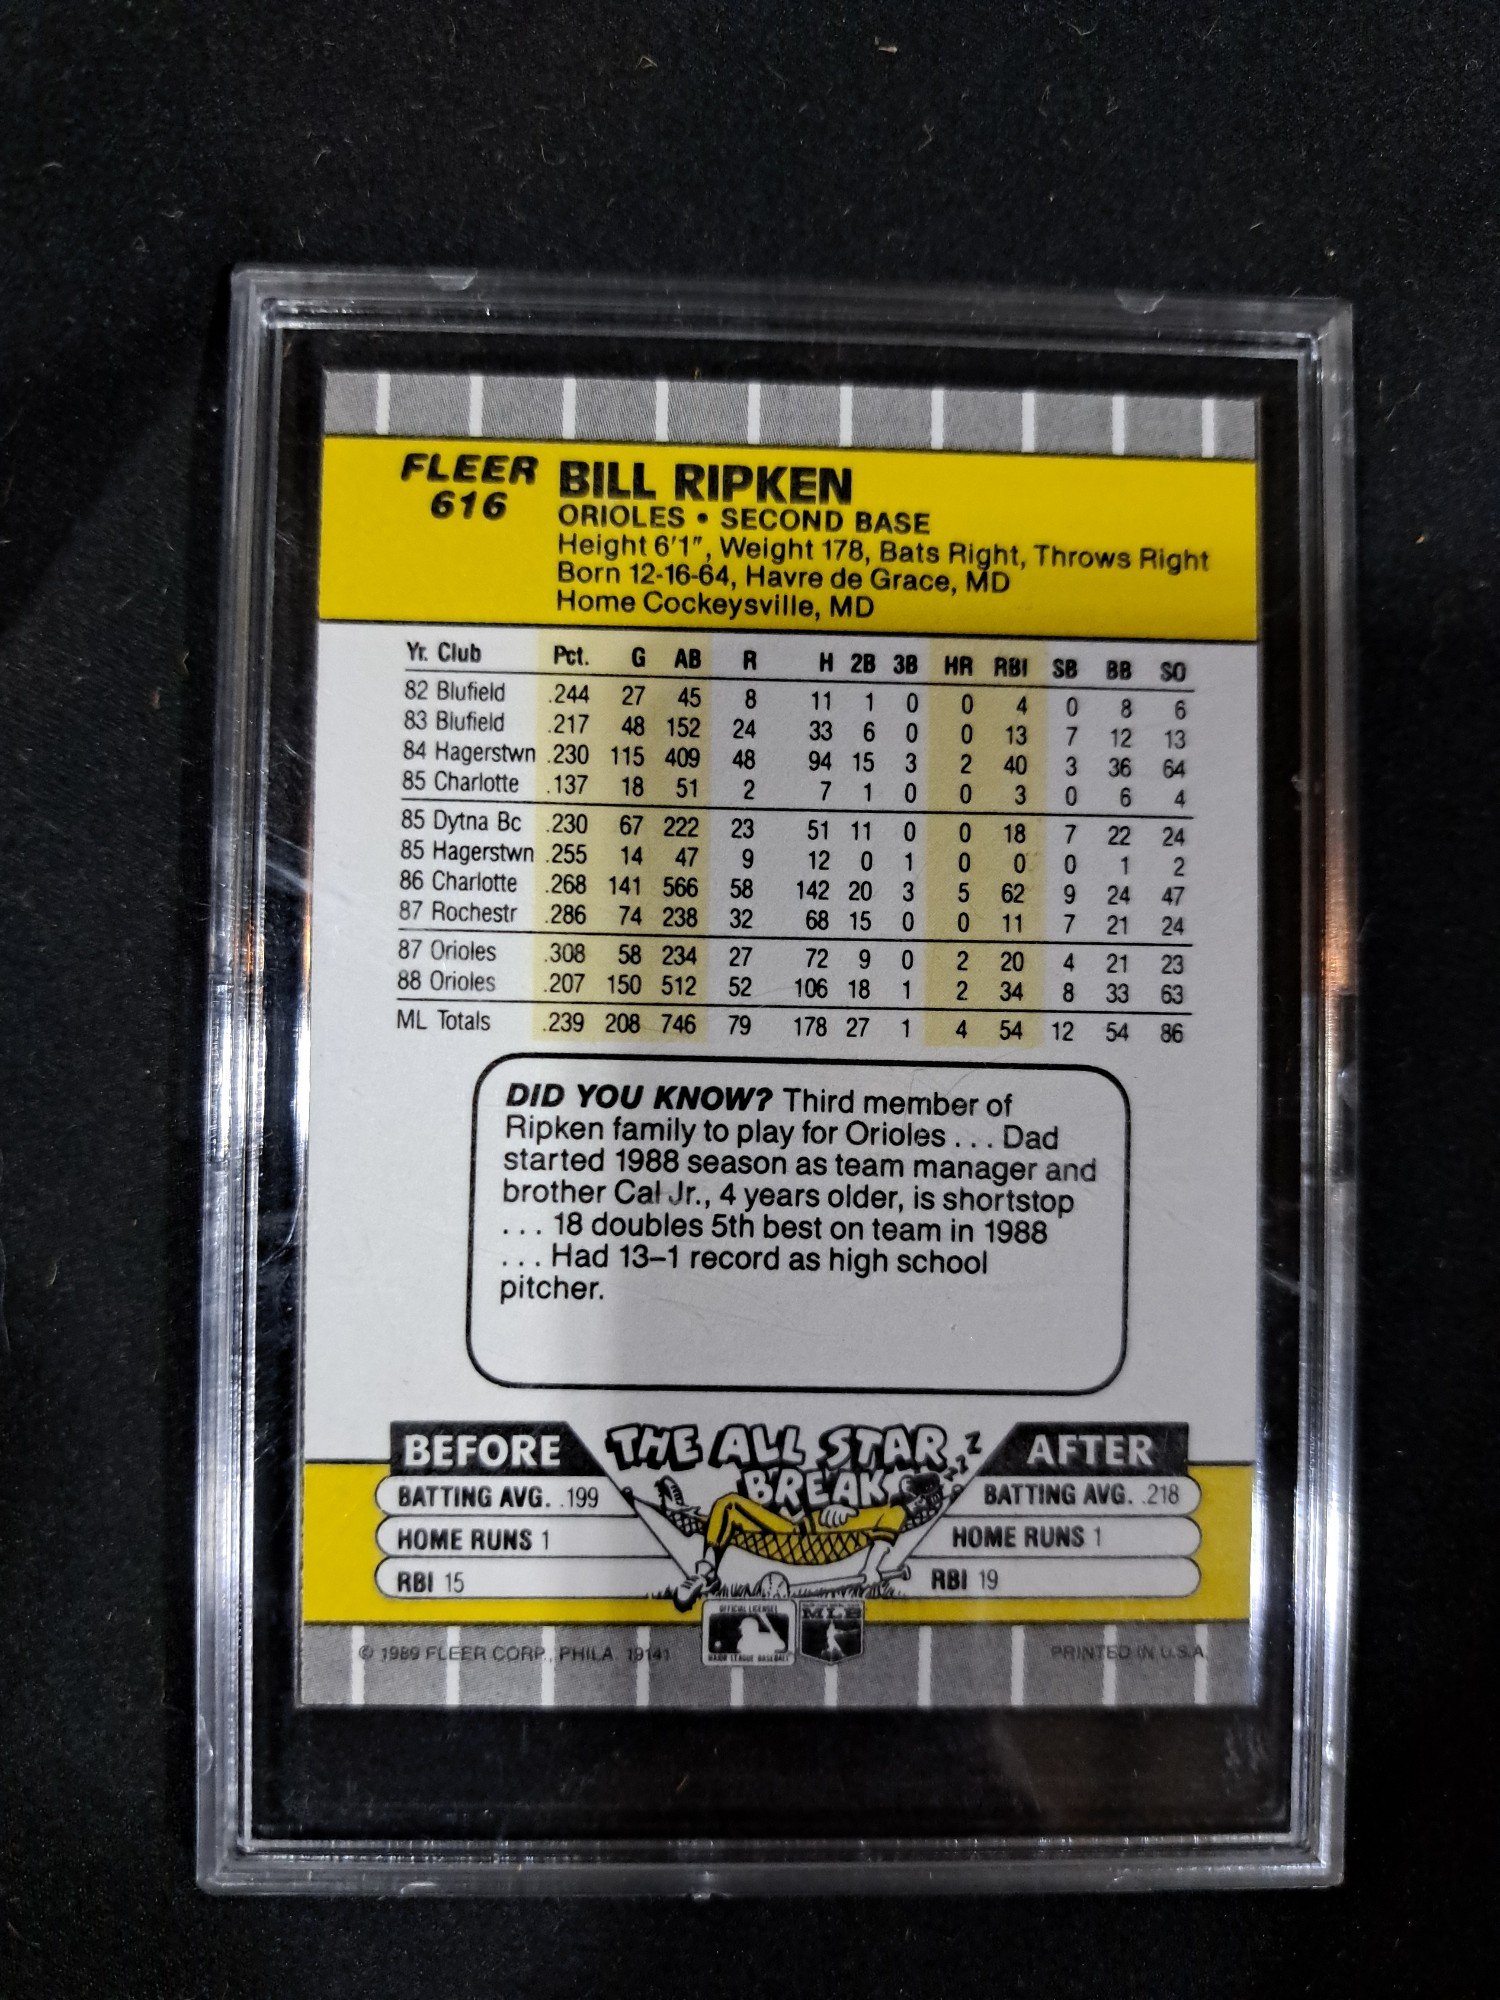 FLEER
616
BILL RIPKEN
ORIOLES • SECOND BASE
Height 6'1", Weight 178, Bats Right, Throws Right
Born 12-16-64, Havre de Grace, MD
Home Cockeysville, MD
Yr. Club Pct. G AB R H 2B 3B HR RBI SB BB SO
82 Blufield .244 27 45 8 11 1 0 0 4 0 8 6
83 Blufield .217 48 152 24 33 6 0 0 13 7 12 13
84 Hagerstwn .230 115 409 48 94 15 3 2 40 3 36 64
85 Charlotte .137 18 51 2 7 1 0 0 3 0 6 4
85 Dytna Bc .230 67 222 23 51 11 0 0 18 7 22 24
85 Hagerstwn .255 14 47 9 12 0 1 0 0 0 1 2
86 Charlotte .268 141 566 58 142 20 3 5 62 9 24 47
87 Rochestr .286 74 238 32 68 15 0 0 11 7 21 24
87 Orioles .308 58 234 27 72 9 0 2 20 4 21 23
88 Orioles .207 150 512 52 106 18 1 2 34 8 33 63
ML Totals .239 208 746 79 178 27 1 4 54 12 54 86
DID YOU KNOW? Third member of
Ripken family to play for Orioles . . . Dad
started 1988 season as team manager and
brother Cal Jr., 4 years older, is shortstop
. . . 18 doubles 5th best on team in 1988
. . . Had 13–1 record as high school
pitcher.
BEFORE
BATTING AVG. .199
HOME RUNS 1
RBI 15
THE ALL STAR
BREAK
Z Z Z Z
AFTER
BATTING AVG. .218
HOME RUNS 1
RBI 19
© 1989 FLEER CORP., PHILA. 19141
OFFICIAL LICENSEE
MAJOR LEAGUE BASEBALL
MLB
PRINTED IN U.S.A.